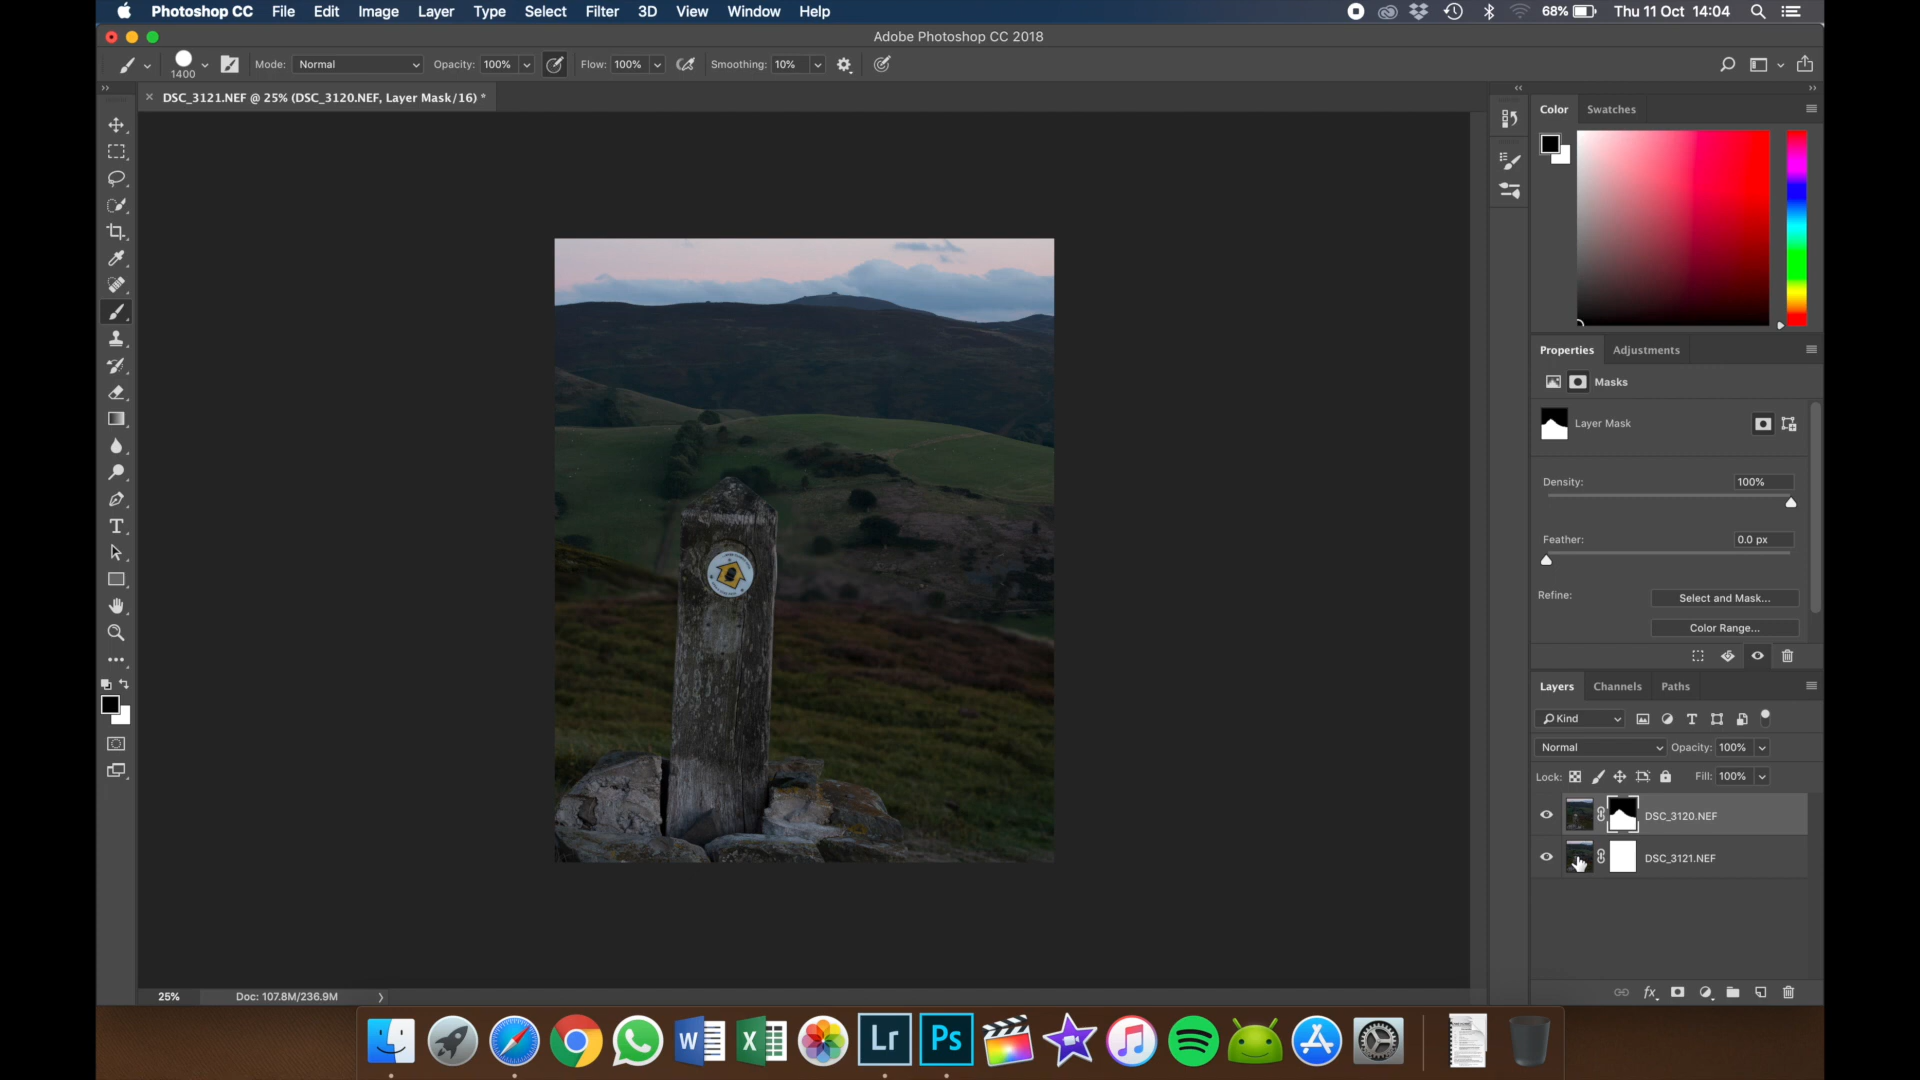 Photoshop CC File Edit Image Layer Type Select Filter 3D View Window Help 68% Thu 11 Oct 14:04
Adobe Photoshop CC 2018
1400 Mode: Normal Opacity: 100% Flow: 100% Smoothing: 10%
DSC_3121.NEF @ 25% (DSC_3120.NEF, Layer Mask/16) *
Color Swatches
Properties Adjustments
Masks
Layer Mask
Density: 100%
Feather: 0.0 px
Refine: Select and Mask...
Color Range...
Layers Channels Paths
Kind
Normal Opacity: 100%
Lock: Fill: 100%
DSC_3120.NEF
DSC_3121.NEF
25% Doc: 107.8M/236.9M
W X Lr Ps